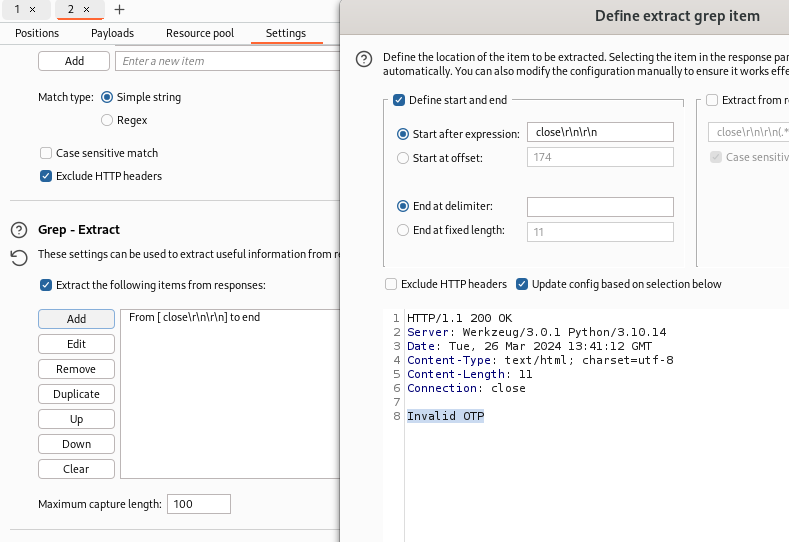 1 × 2 × +
Positions Payloads Resource pool Settings
Add Enter a new item
Match type: Simple string
Regex
Case sensitive match
Exclude HTTP headers
Grep - Extract
These settings can be used to extract useful information from
Extract the following items from responses:
Add
Edit
Remove
Duplicate
Up
Down
Clear
From [ close\r\n\r\n] to end
Maximum capture length: 100
Define extract grep item
Define the location of the item to be extracted. Selecting the item in the response
automatically. You can also modify the configuration manually to ensure it works
Define start and end
Start after expression: close\r\n\r\n
Start at offset: 174
End at delimiter:
End at fixed length: 11
Extract from
close\r\n\r\n(.*
Case
Exclude HTTP headers Update config based on selection below
1 HTTP/1.1 200 OK
2 Server: Werkzeug/3.0.1 Python/3.10.14
3 Date: Tue, 26 Mar 2024 13:41:12 GMT
4 Content-Type: text/html; charset=utf-8
5 Content-Length: 11
6 Connection: close
7
8 Invalid OTP